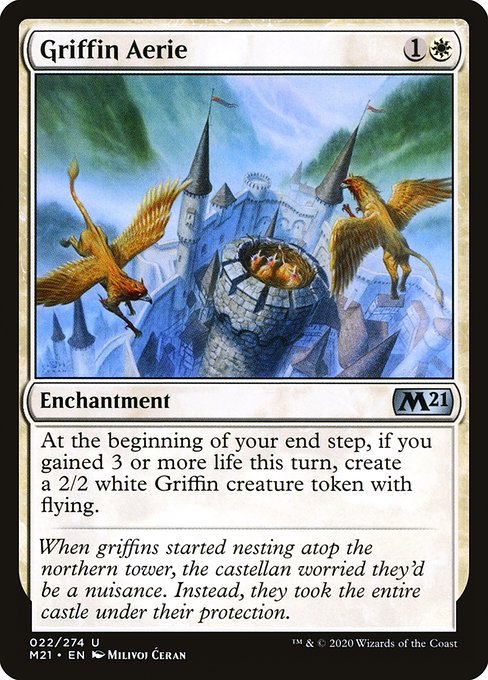 Griffin Aerie 1
Enchantment M21
At the beginning of your end step, if you
gained 3 or more life this turn, create
a 2/2 white Griffin creature token with
flying.
When griffins started nesting atop the
northern tower, the castellan worried they'd
be a nuisance. Instead, they took the entire
castle under their protection.
022/274 U ™ & © 2020 Wizards of the Coast
M21 • EN Milivoj Ćeran